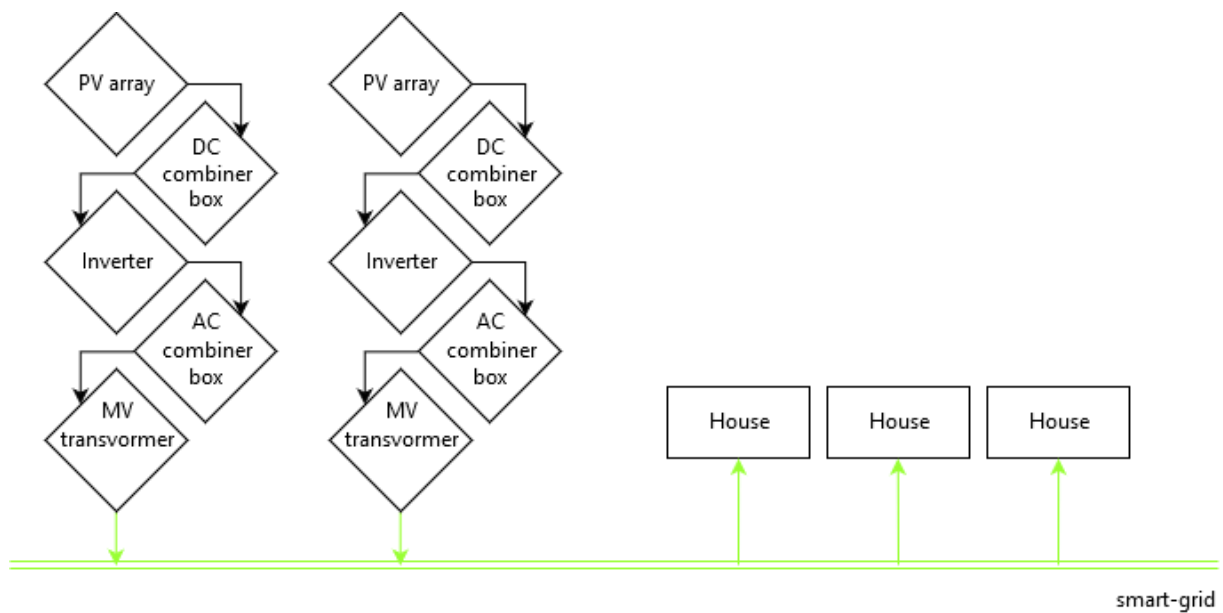 PV array
DC
combiner
box
Inverter
AC
combiner
box
MV
transvormer
PV array
DC
combiner
box
Inverter
AC
combiner
box
MV
transvormer
House
House
House
smart-grid